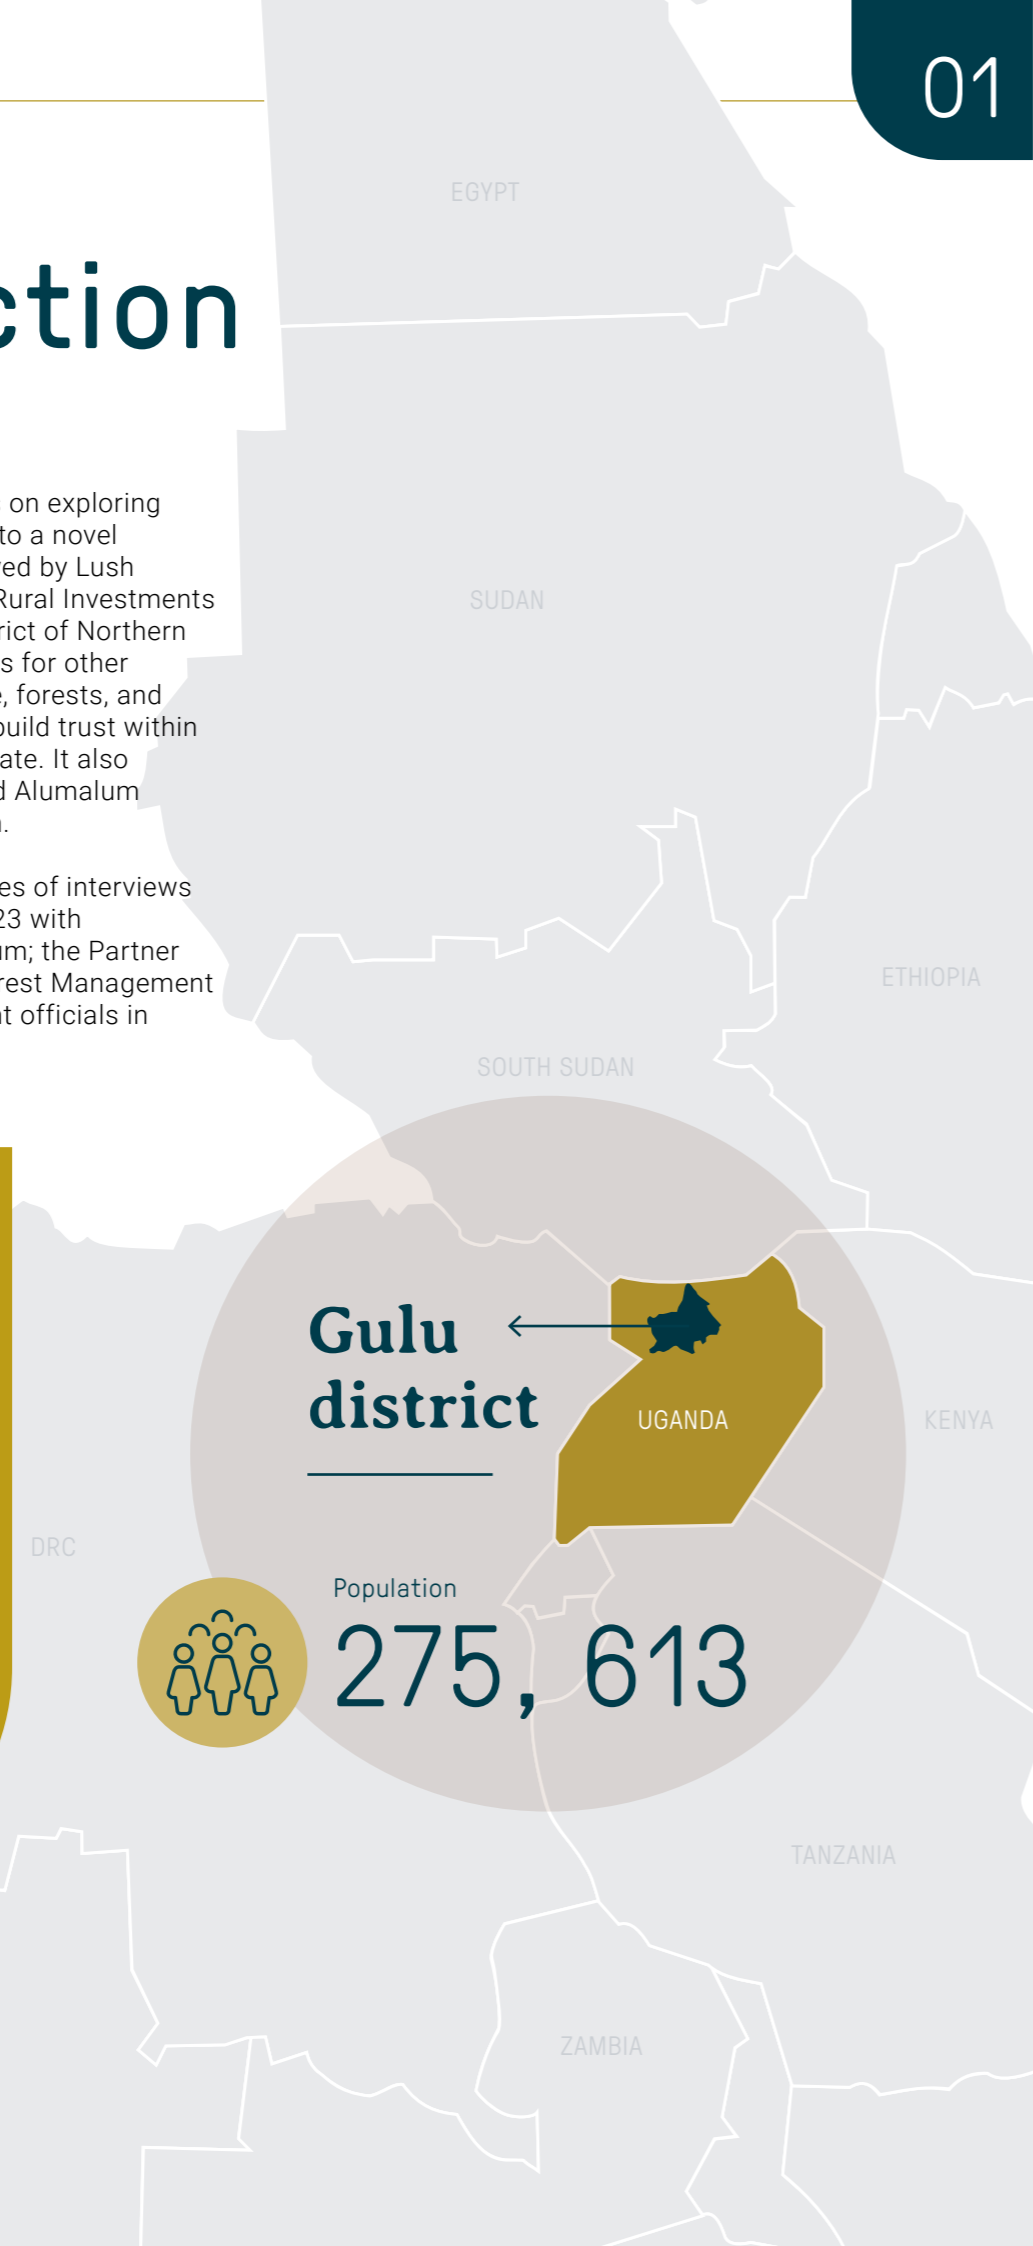 01
EGYPT
ction
on exploring
to a novel
ed by Lush
Rural Investments
rict of Northern
s for other
, forests, and
build trust within
ate. It also
d Alumalum
.
SUDAN
es of interviews
23 with
um; the Partner
rest Management
t officials in
ETHIOPIA
SOUTH SUDAN
Gulu
district
UGANDA
KENYA
DRC
Population
275, 613
TANZANIA
ZAMBIA